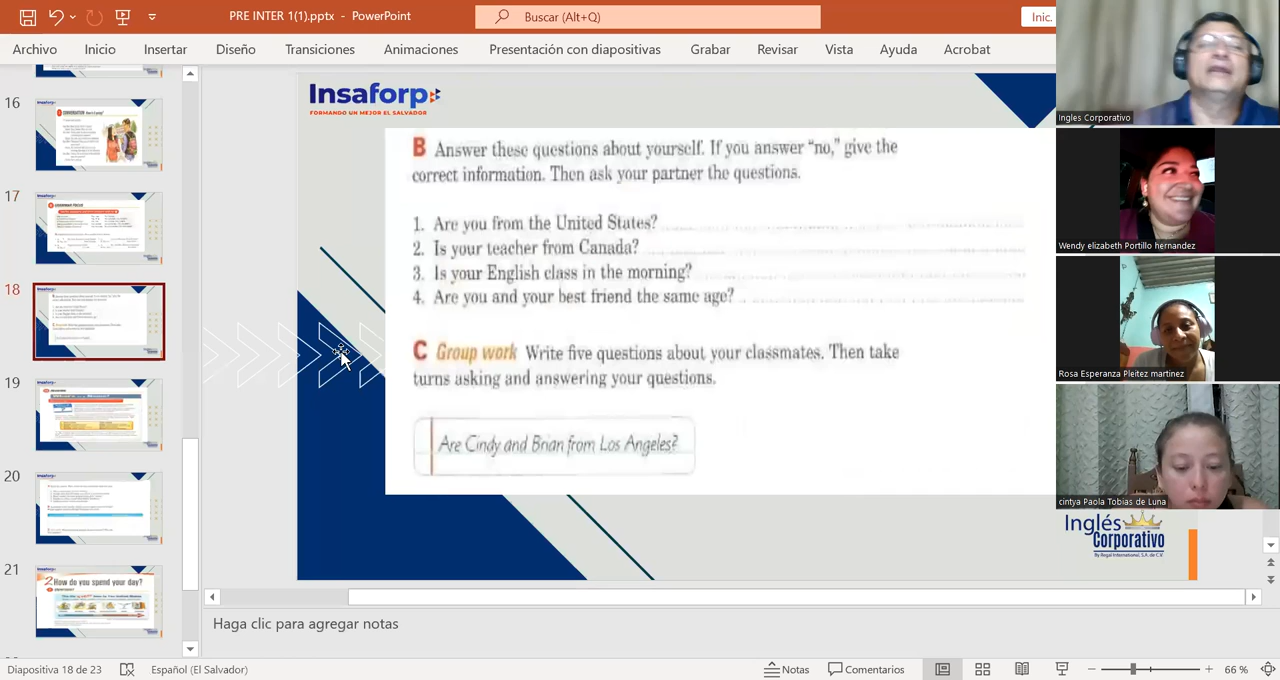 PRE INTER 1(1).pptx - PowerPoint
Buscar (Alt+Q)
Inic.
Archivo Inicio Insertar Diseño Transiciones Animaciones Presentación con diapositivas Grabar Revisar Vista Ayuda Acrobat
16
17
18
19
20
21
2 How do you spend your day?
Insaforp
FORMANDO UN MEJOR EL SALVADOR
B Answer these questions about yourself. If you answer “no,” give the
correct information. Then ask your partner the questions.
1. Are you from the United States?
2. Is your teacher from Canada?
3. Is your English class in the morning?
4. Are you and your best friend the same age?
C Group work Write five questions about your classmates. Then take
turns asking and answering your questions.
Are Cindy and Brian from Los Angeles?
Inglés
Corporativo
By Regal International, S.A. de C.V.
Ingles Corporativo
Wendy elizabeth Portillo hernandez
Rosa Esperanza Pleitez martinez
cintya Paola Tobias de Luna
Haga clic para agregar notas
Diapositiva 18 de 23 Español (El Salvador) Notas Comentarios 66 %